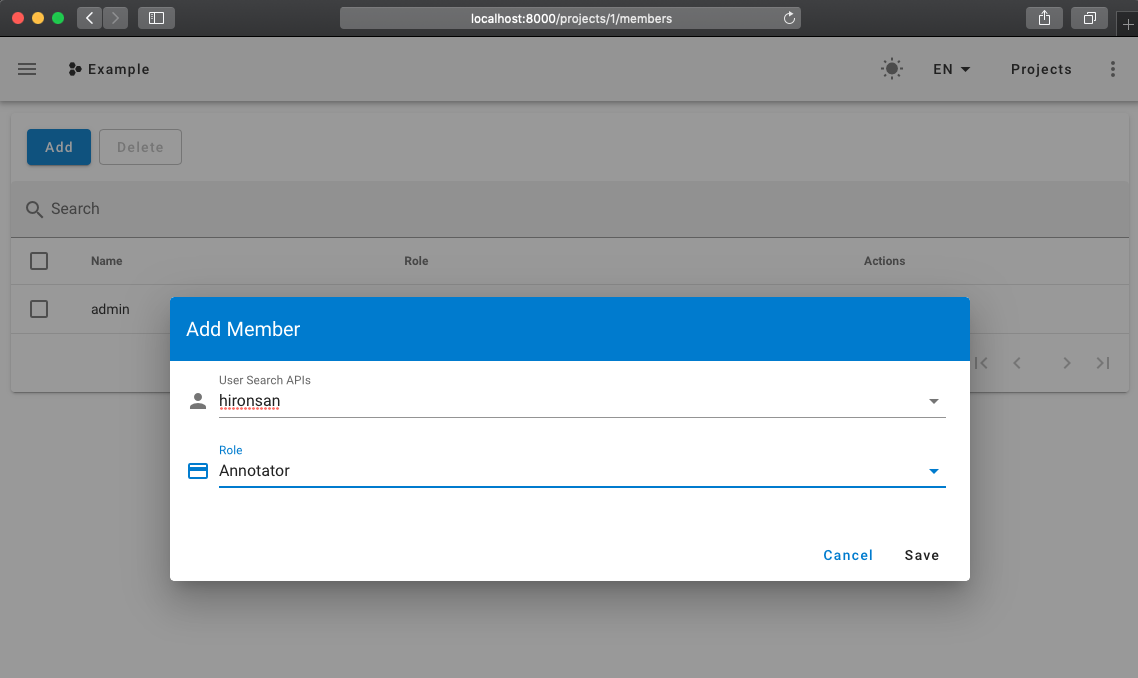 localhost:8000/projects/1/members
Example
EN
Projects
Add
Delete
Search
Name Role Actions
admin
Add Member
User Search APIs
hironsan
Role
Annotator
Cancel Save